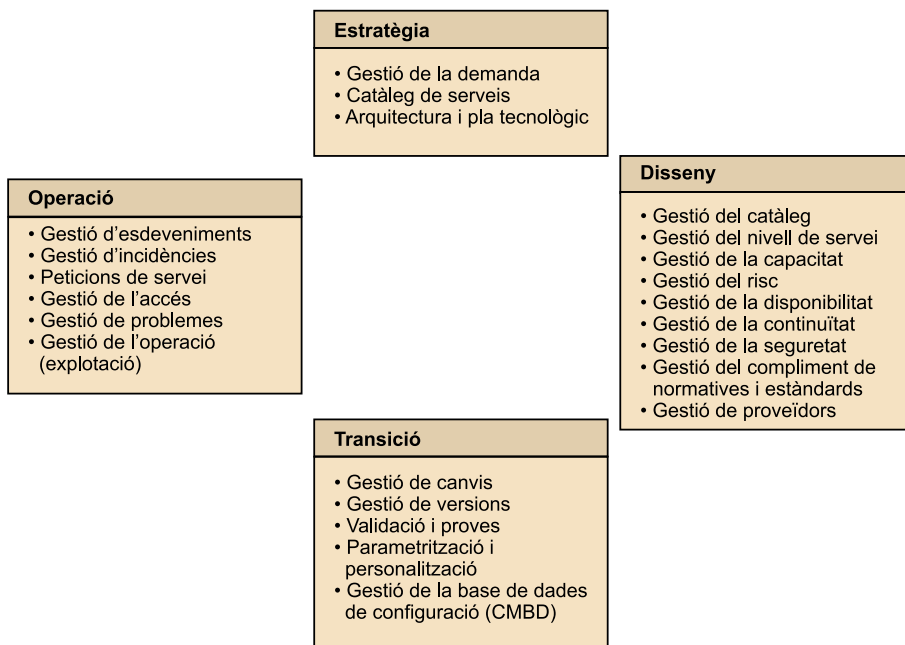 Estratègia
• Gestió de la demanda
• Catàleg de serveis
• Arquitectura i pla tecnològic
Disseny
• Gestió del catàleg
• Gestió del nivell de servei
• Gestió de la capacitat
• Gestió del risc
• Gestió de la disponibilitat
• Gestió de la continuïtat
• Gestió de la seguretat
• Gestió del compliment de
normatives i estàndards
• Gestió de proveïdors
Operació
• Gestió d'esdeveniments
• Gestió d'incidències
• Peticions de servei
• Gestió de l'accés
• Gestió de problemes
• Gestió de l'operació
(explotació)
Transició
• Gestió de canvis
• Gestió de versions
• Validació i proves
• Parametrització i
personalització
• Gestió de la base de dades
de configuració (CMBD)